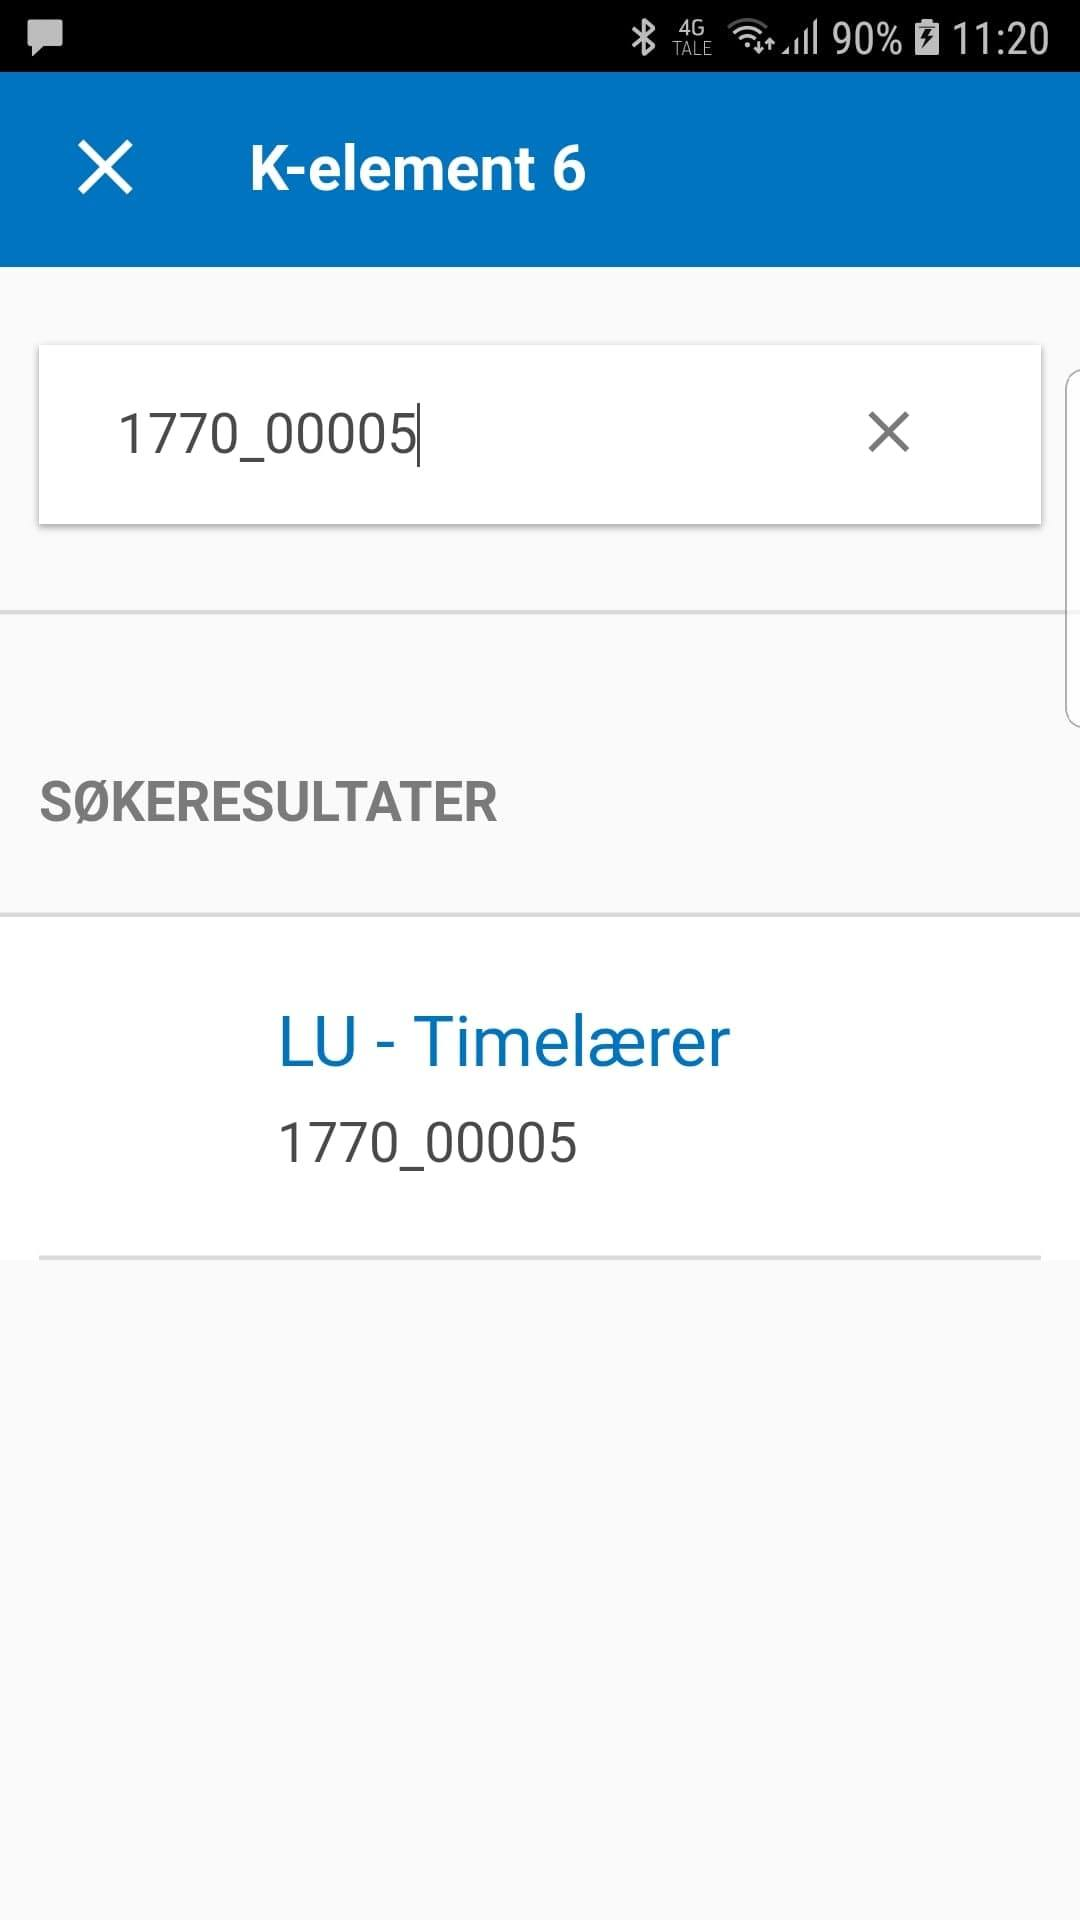 4G
TALE
90%
11:20
K-element 6
1770_00005
SØKERESULTATER
LU - Timelærer
1770_00005